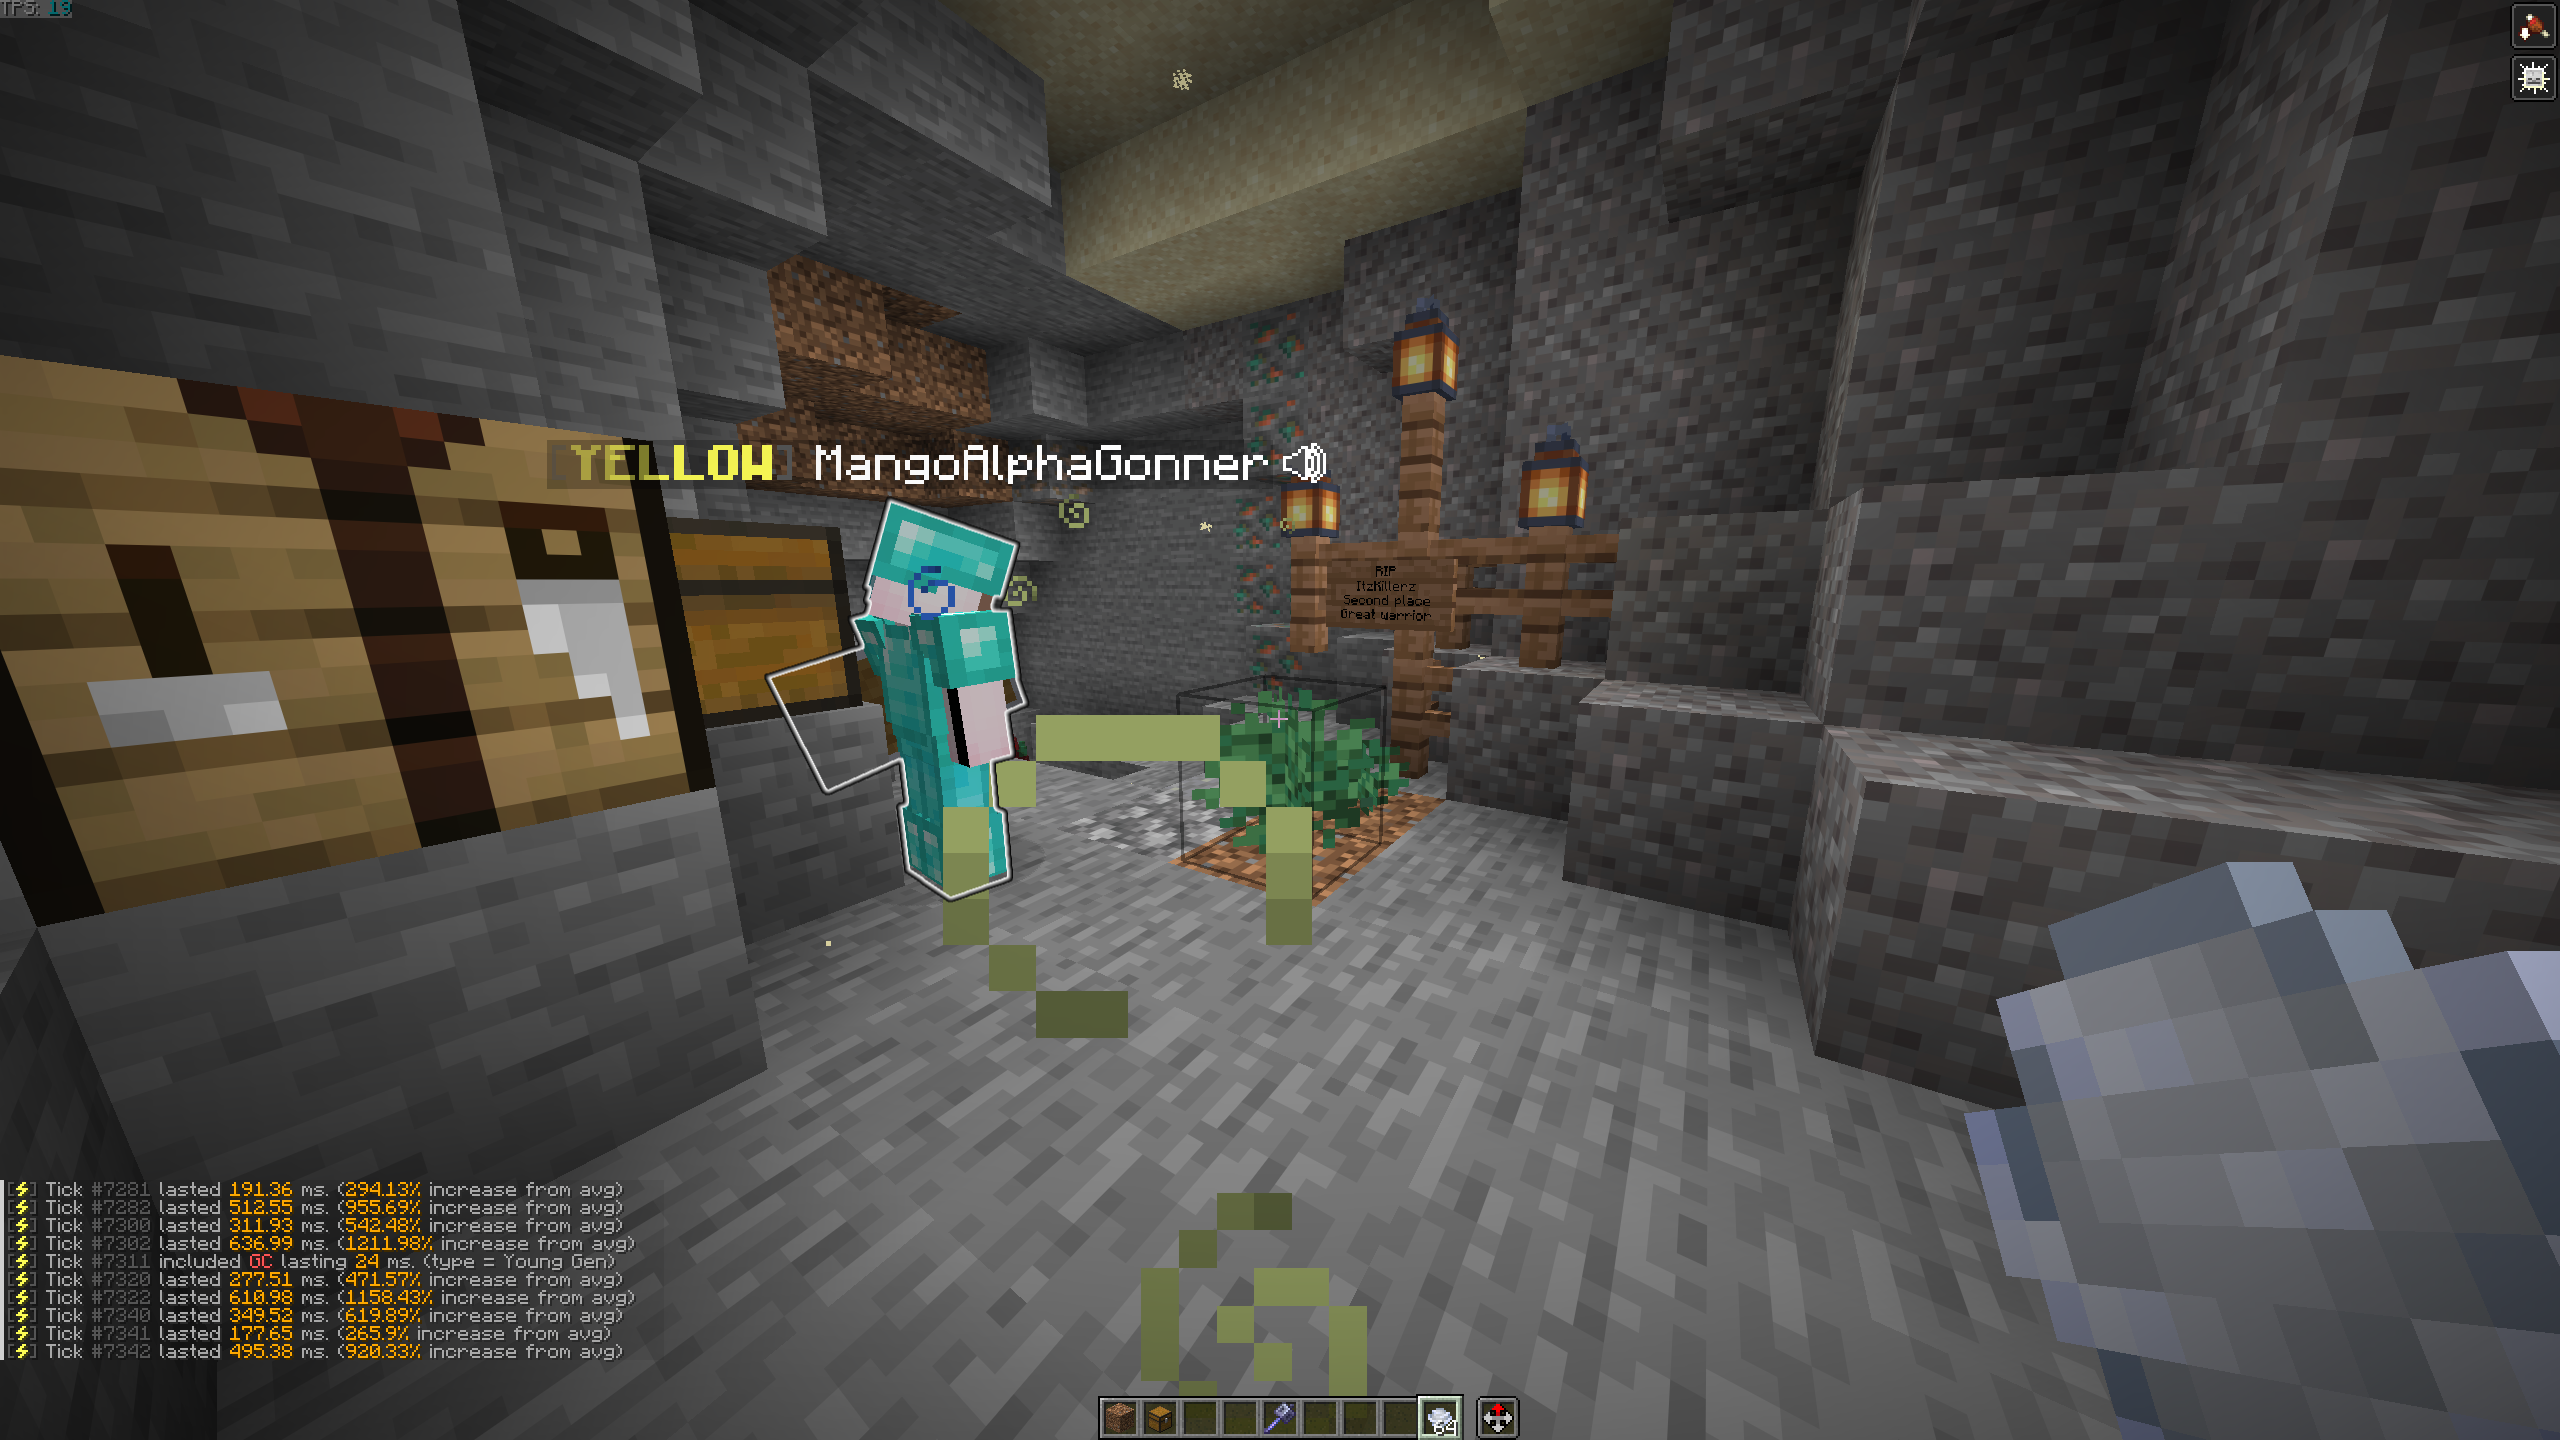 TPS: 19
[YELLOW] MangoAlphaGonner
RIP
ItzKillerz
Second place
Great warrior
[⚡] Tick #7281 lasted 191.36 ms. (294.13% increase from avg)
[⚡] Tick #7282 lasted 512.55 ms. (955.69% increase from avg)
[⚡] Tick #7300 lasted 311.93 ms. (542.48% increase from avg)
[⚡] Tick #7302 lasted 636.99 ms. (1211.98% increase from avg)
[⚡] Tick #7311 included GC lasting 24 ms. (type = Young Gen)
[⚡] Tick #7320 lasted 277.51 ms. (471.57% increase from avg)
[⚡] Tick #7322 lasted 610.98 ms. (1158.43% increase from avg)
[⚡] Tick #7340 lasted 349.52 ms. (619.89% increase from avg)
[⚡] Tick #7341 lasted 177.65 ms. (265.9% increase from avg)
[⚡] Tick #7342 lasted 495.38 ms. (920.33% increase from avg)
64